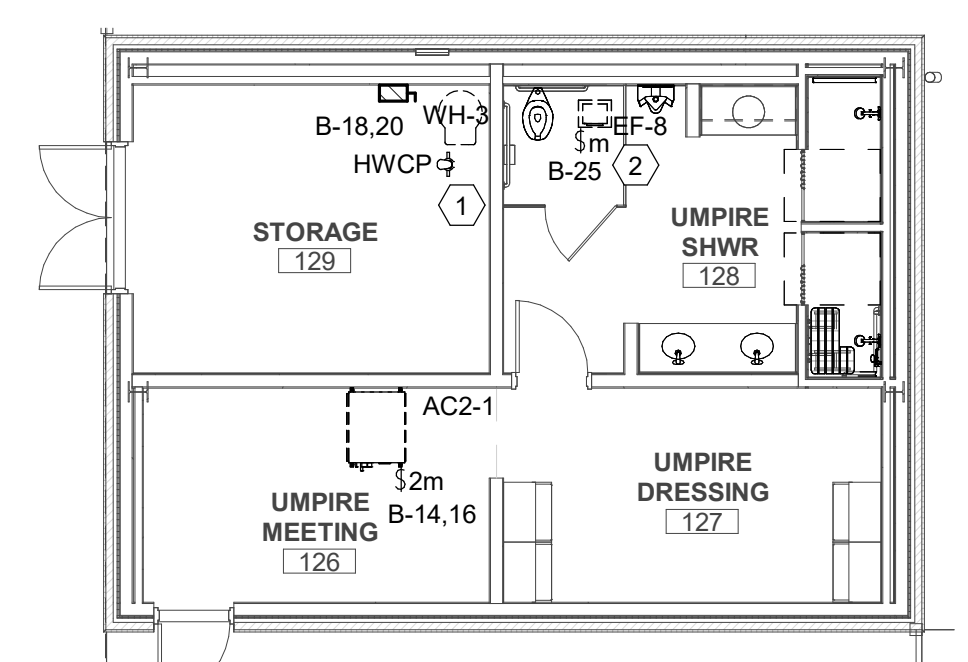 B-18,20
WH-3
HWCP
1
STORAGE
129
EF-8
$m
B-25
2
UMPIRE
SHWR
128
AC2-1
$2m
B-14,16
UMPIRE
MEETING
126
UMPIRE
DRESSING
127